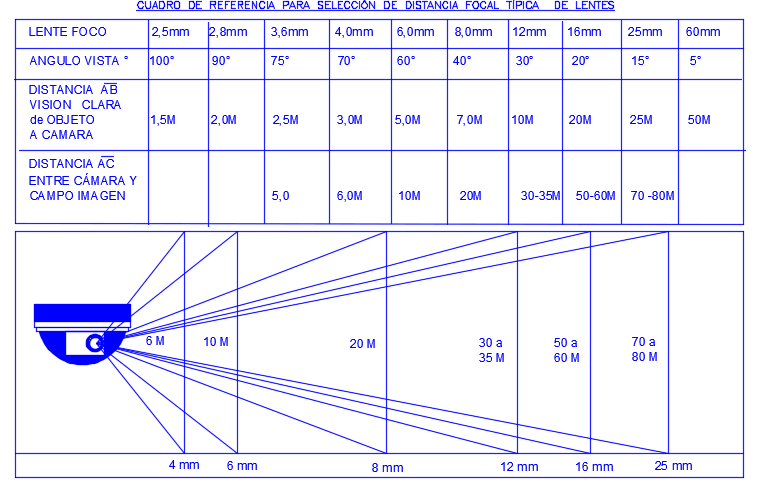 CUADRO DE REFERENCIA PARA SELECCIÓN DE DISTANCIA FOCAL TÍPICA DE LENTES
LENTE FOCO 2,5mm 2,8mm 3,6mm 4,0mm 6,0mm 8,0mm 12mm 16mm 25mm 60mm
ANGULO VISTA ° 100° 90° 75° 70° 60° 40° 30° 20° 15° 5°
DISTANCIA AB
VISION CLARA
de OBJETO 1,5M 2,0M 2,5M 3,0M 5,0M 7,0M 10M 20M 25M 50M
A CAMARA
DISTANCIA AC
ENTRE CÁMARA Y
CAMPO IMAGEN 5,0 6,0M 10M 20M 30-35M 50-60M 70 -80M
6 M 10 M 20 M 30 a 50 a 70 a
35 M 60 M 80 M
4 mm 6 mm 8 mm 12 mm 16 mm 25 mm